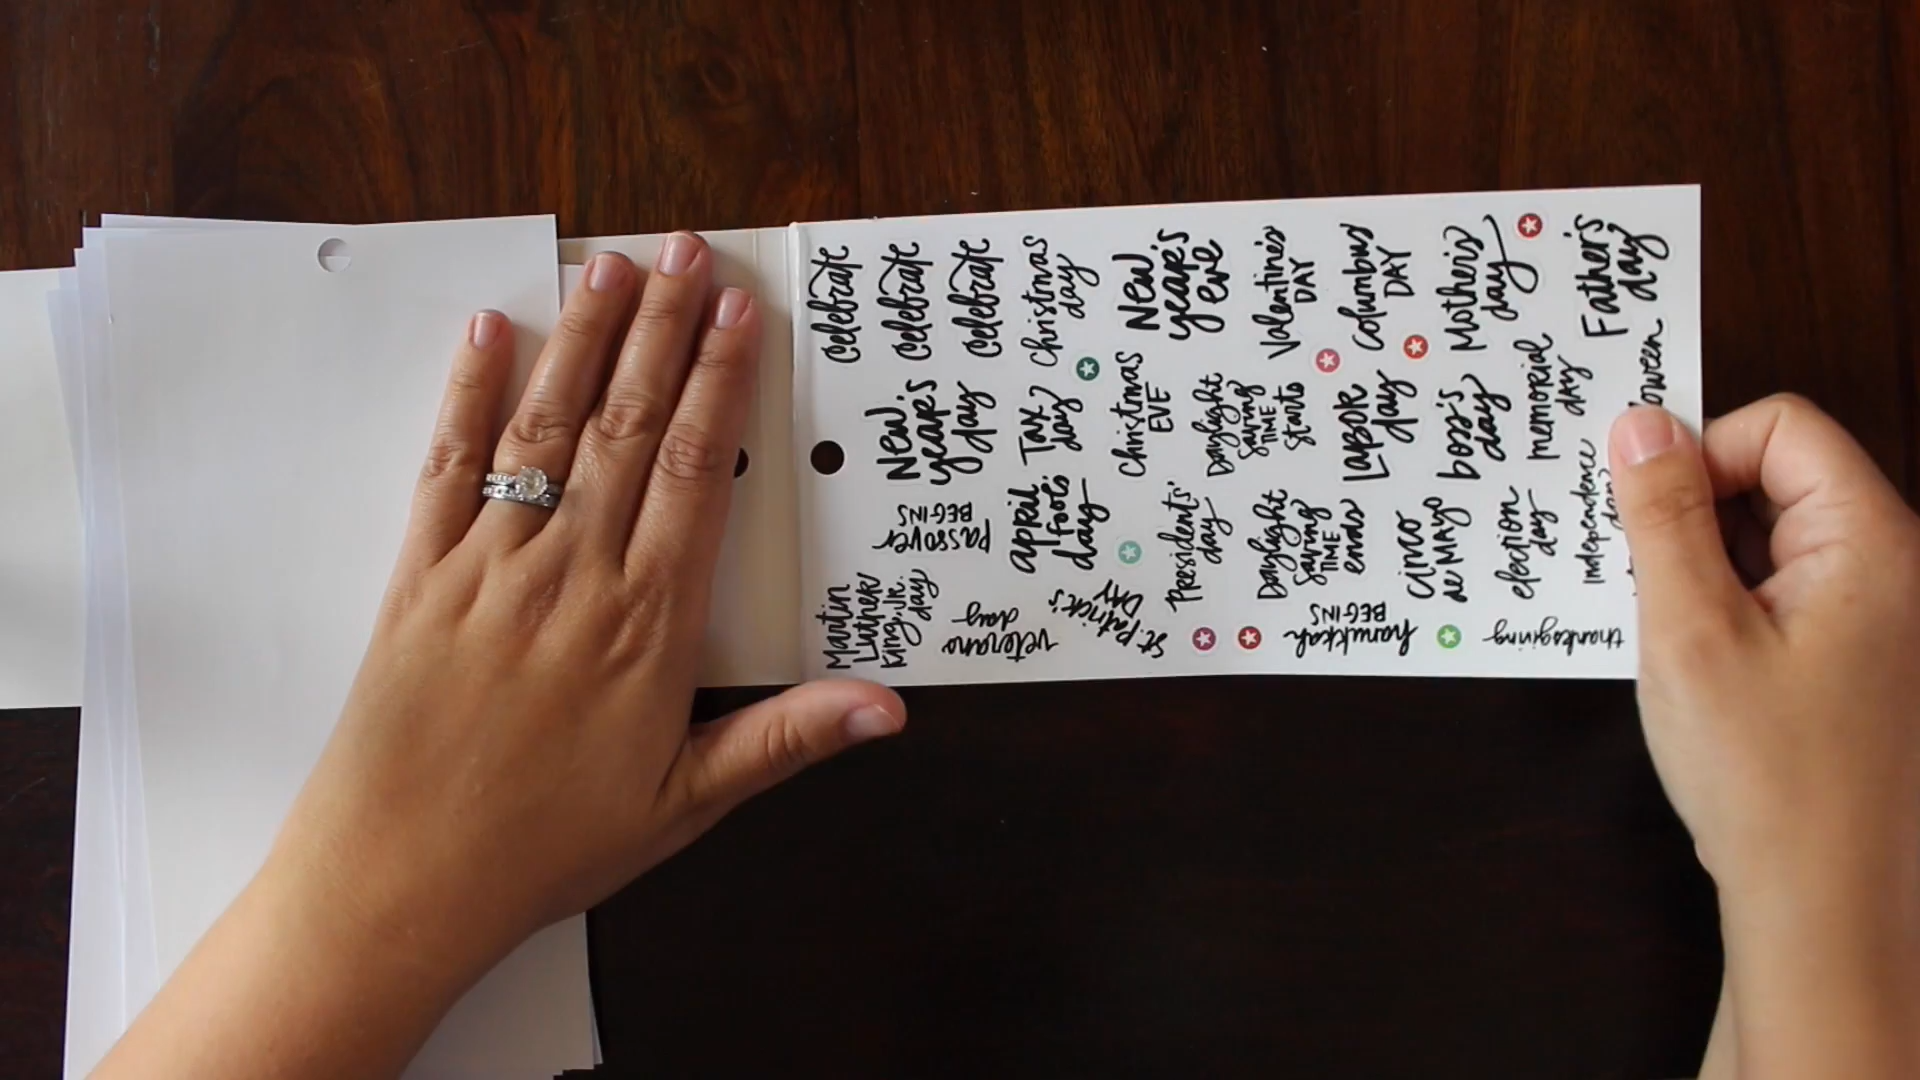 celebrate
celebrate
celebrate
Christmas
day
New
year's
eve
Valentine's
DAY
Columbus
DAY
Mother's
day
Father's
day
New
year's
day
Tax
day
Christmas
EVE
Daylight
Saving
TIME
Starts
Labor
day
boss's
day
memorial
day
passover
BEGINS
april
fools'
day
Presidents'
day
Daylight
Saving
TIME
ends
cinco
de MAYO
election
day
Independence
Martin
Luther
King, Jr.
day
veterans
day
St. Patrick's
DAY
hanukkah
BEGINS
thanksgiving